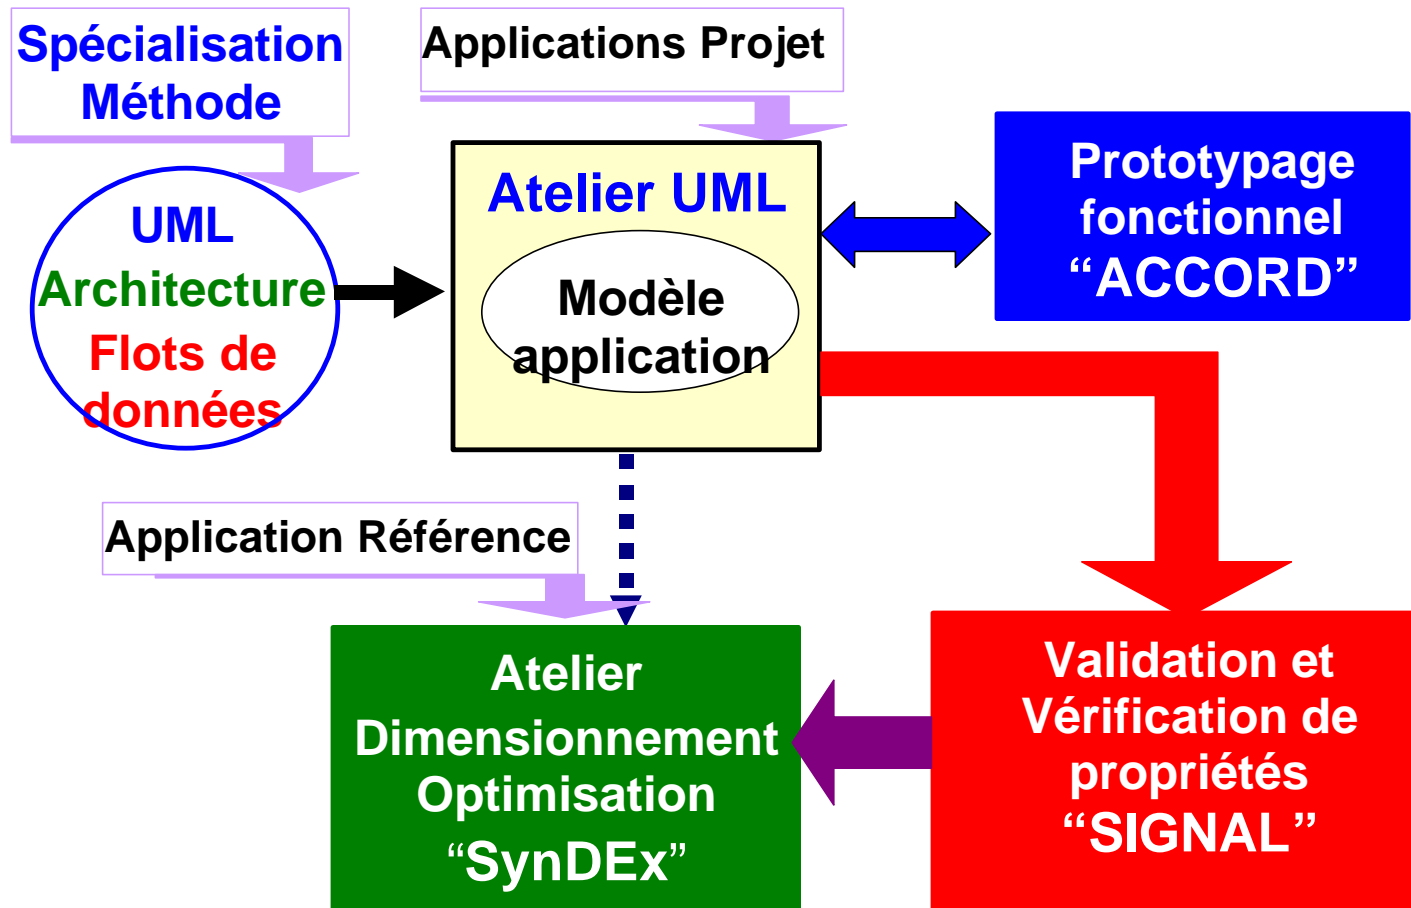 Spécialisation
Méthode
Applications Projet
UML
Architecture
Flots de
données
Atelier UML
Modèle
application
Prototypage
fonctionnel
“ACCORD”
Application Référence
Atelier
Dimensionnement
Optimisation
“SynDEx”
Validation et
Vérification de
propriétés
“SIGNAL”